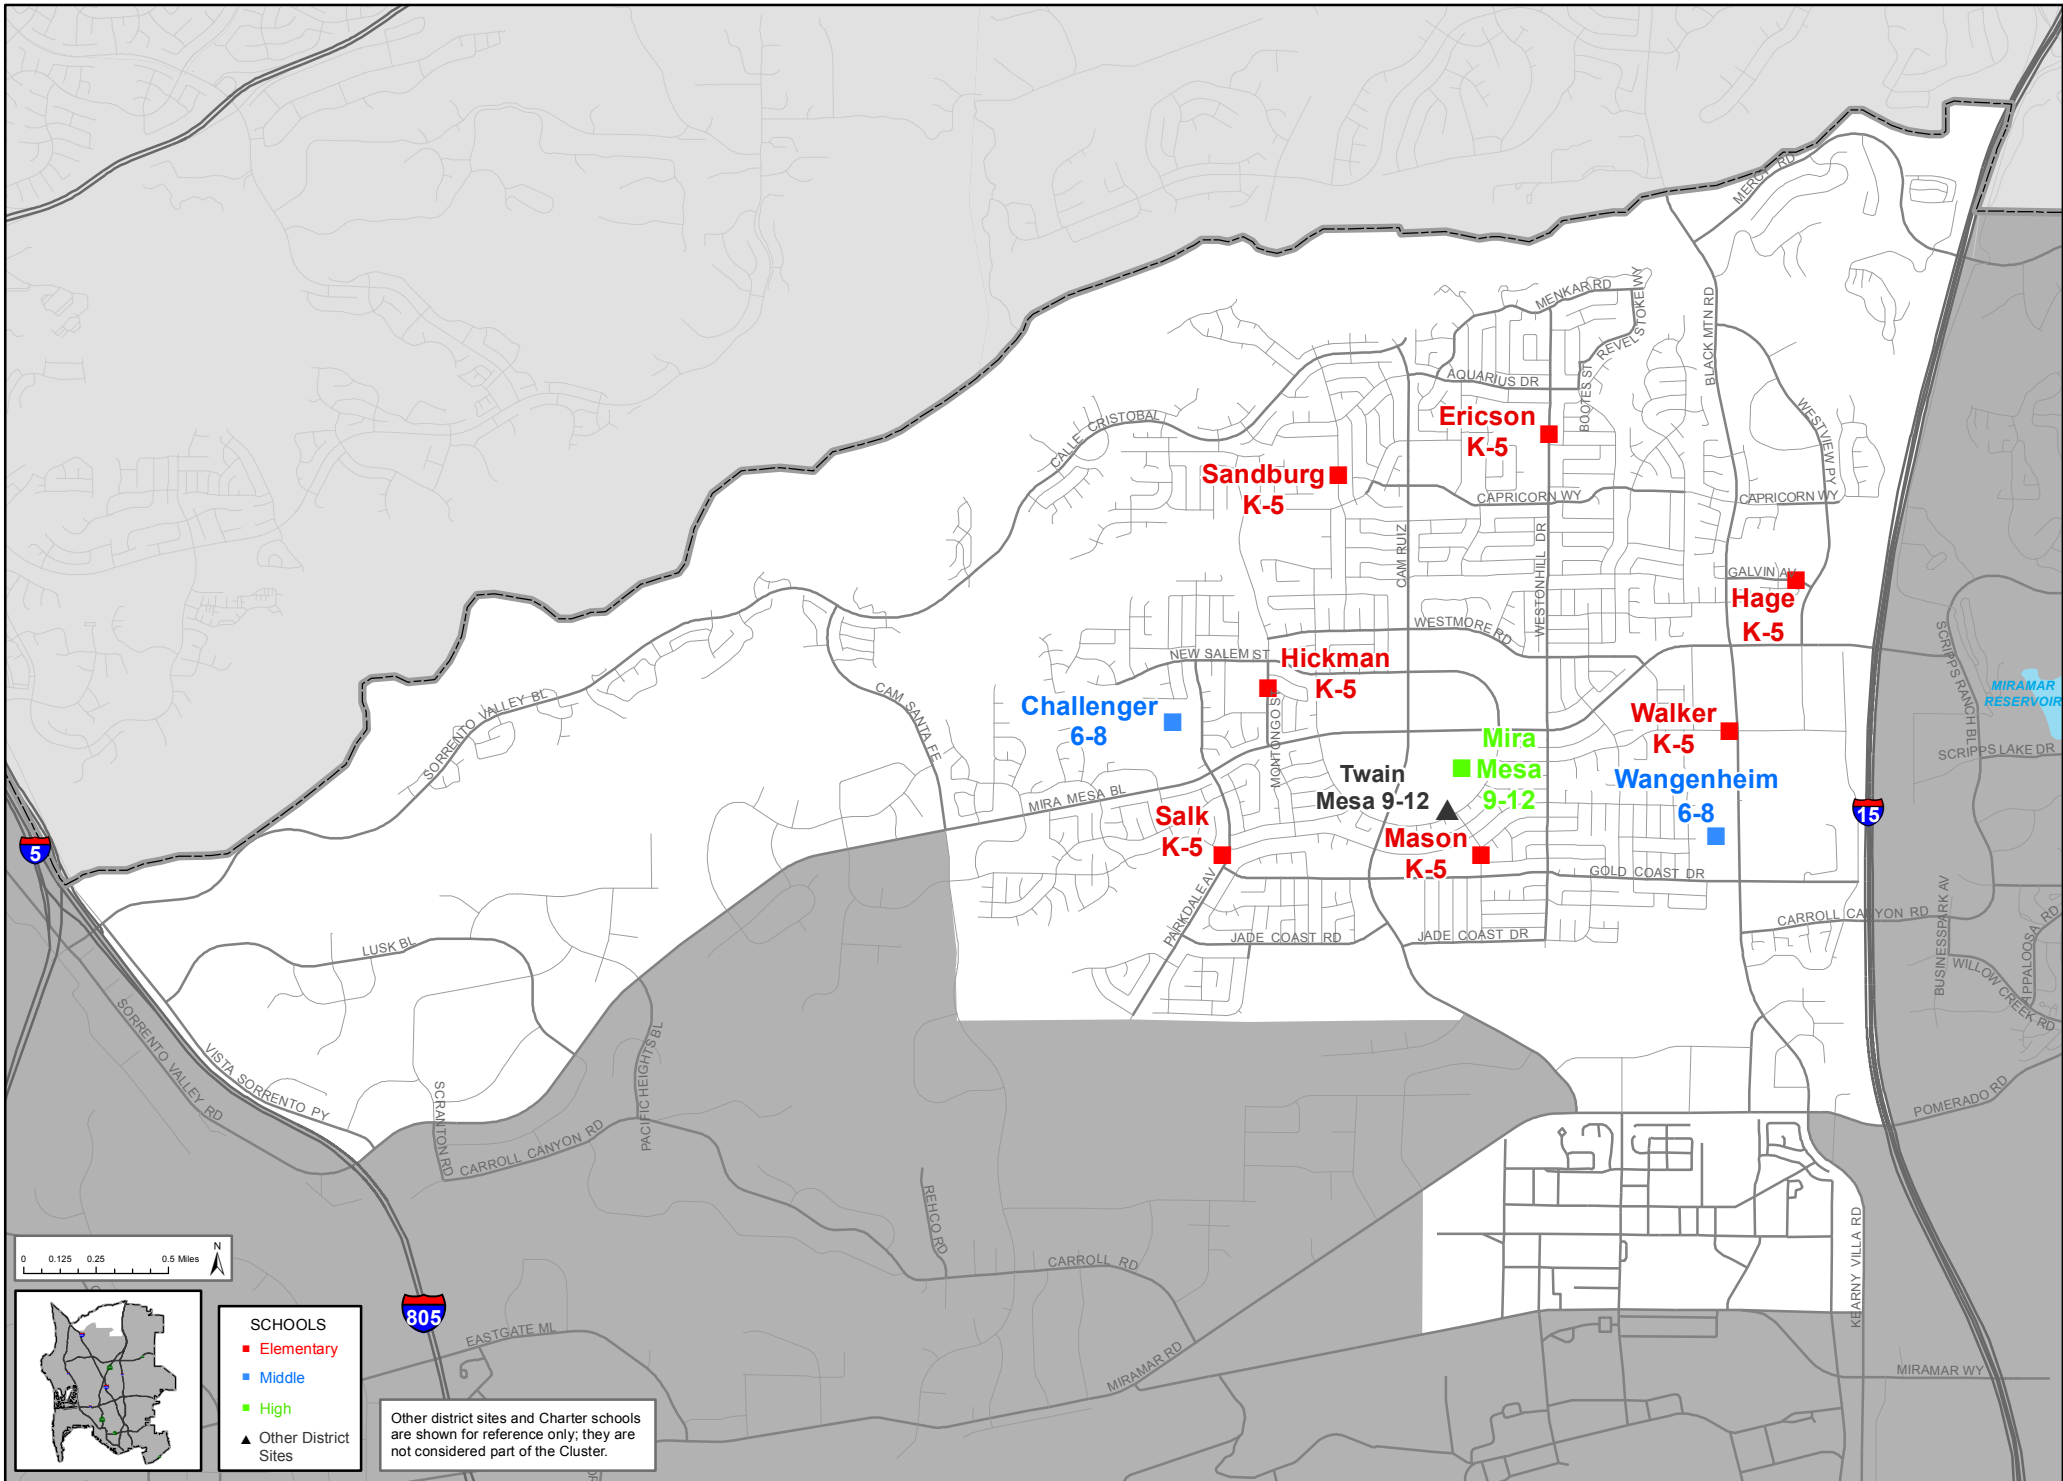 MERCY RD
MENKAR RD
REVEL STOKE WY
BLACK MTN RD
AQUARIUS DR
BOOTES ST
WESTVIEW PY
CALLE CRISTOBAL
Ericson
K-5
Sandburg
K-5
CAPRICORN WY
CAPRICORN WY
CAM RUIZ
WESTONHILL DR
GALVIN AV
Hage
K-5
WESTMORE RD
NEW SALEM ST
Hickman
K-5
SCRIPPS RANCH BL
MIRAMAR
RESERVOIR
SCRIPPS LAKE DR
SORRENTO VALLEY BL
CAM SANTA FE
Challenger
6-8
MONTONGO ST
Walker
K-5
Mira
Mesa
9-12
Twain
Mesa 9-12
Wangenheim
6-8
MIRA MESA BL
Salk
K-5
Mason
K-5
15
5
GOLD COAST DR
PARKDALE AV
JADE COAST RD
JADE COAST DR
CARROLL CANYON RD
BUSINESSPARK AV
APPALOOSA RD
WILLOW CREEK RD
LUSK BL
SORRENTO VALLEY RD
VISTA SORRENTO PY
SCRANTON RD
PACIFIC HEIGHTS BL
CARROLL CANYON RD
POMERADO RD
REHCO RD
CARROLL RD
KEARNY VILLA RD
805
EASTGATE ML
MIRAMAR RD
MIRAMAR WY
0 0.125 0.25 0.5 Miles
N
SCHOOLS
Elementary
Middle
High
Other District
Sites
Other district sites and Charter schools
are shown for reference only; they are
not considered part of the Cluster.